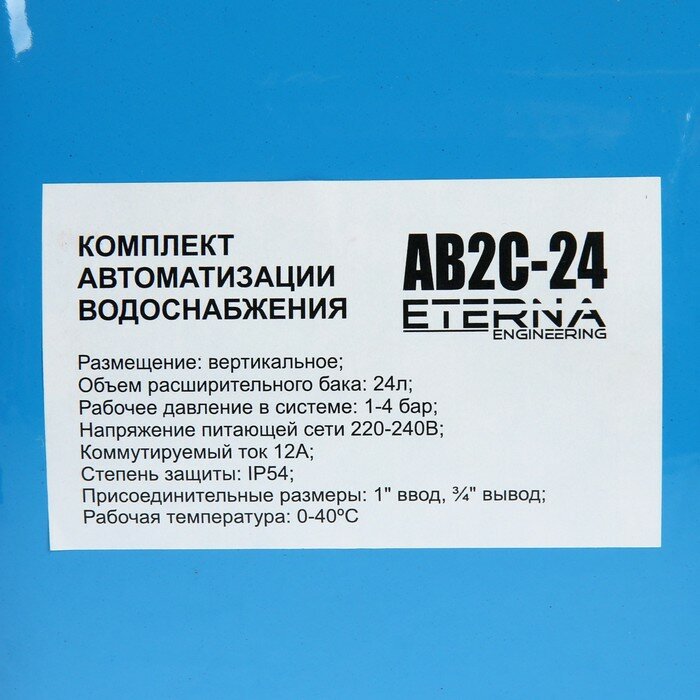 КОМПЛЕКТ
АВТОМАТИЗАЦИИ
ВОДОСНАБЖЕНИЯ
АВ2С-24
ETERNA
ENGINEERING
Размещение: вертикальное;
Объем расширительного бака: 24л;
Рабочее давление в системе: 1-4 бар;
Напряжение питающей сети 220-240В;
Коммутируемый ток 12А;
Степень защиты: IP54;
Присоединительные размеры: 1" ввод, ¾" вывод;
Рабочая температура: 0-40ºС